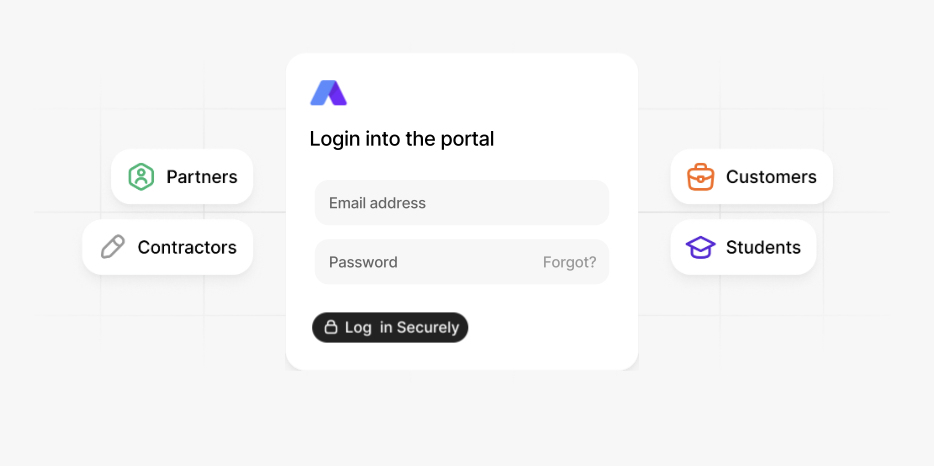 Login into the portal
Partners
Contractors
Email address
Password
Forgot?
Log  in Securely
Customers
Students